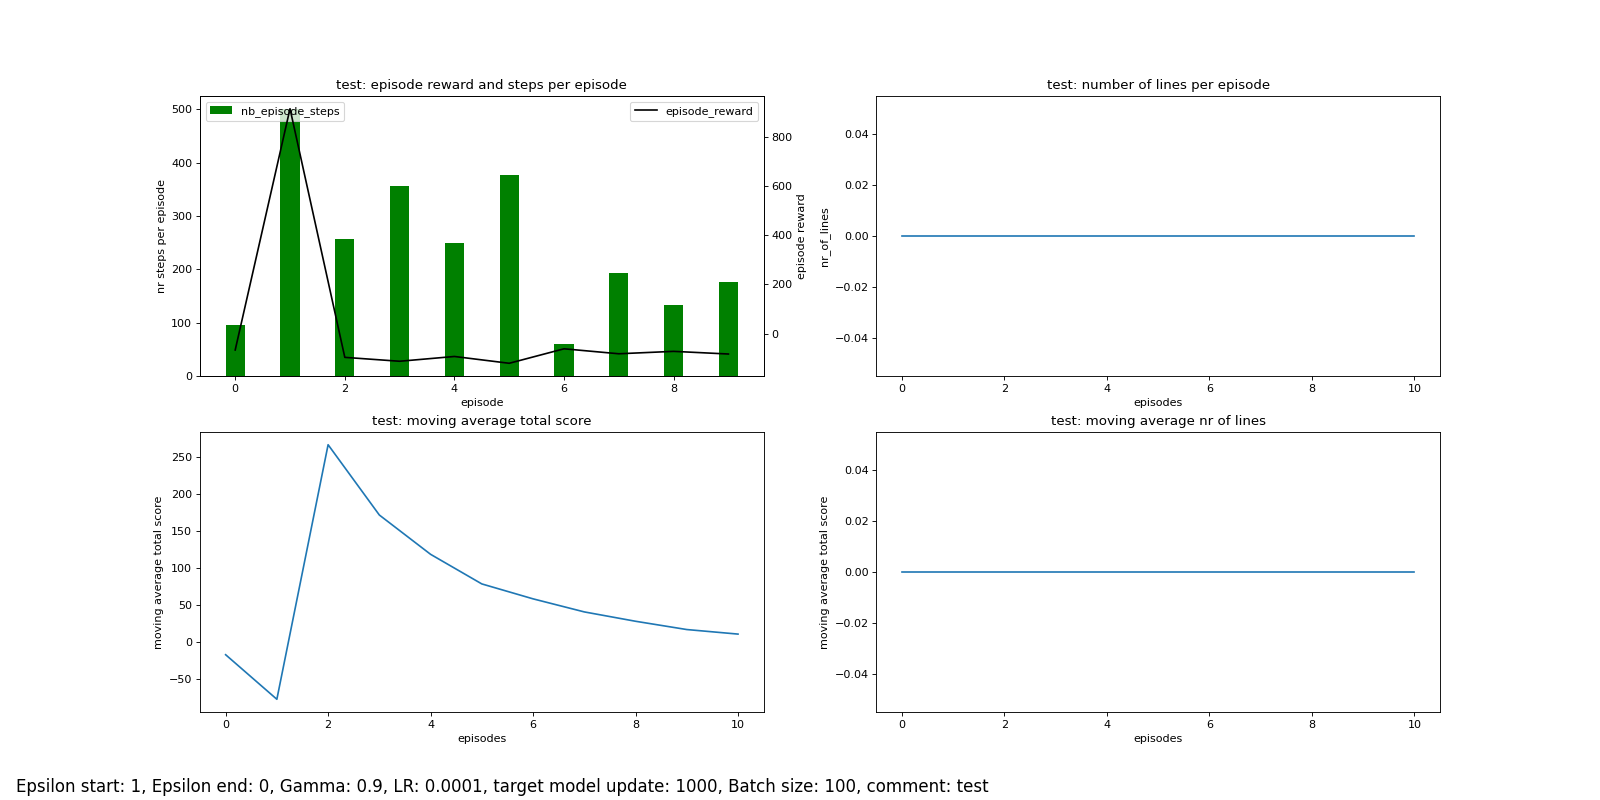 test: episode reward and steps per episode
500
400
300
200
100
0
nr steps per episode
nb_episode_steps
episode_reward
800
600
400
200
0
episode reward
0 2 4 6 8
episode
test: number of lines per episode
0.04
0.02
0.00
−0.02
−0.04
nr_of_lines
0 2 4 6 8 10
episodes
test: moving average total score
250
200
150
100
50
0
−50
moving average total score
0 2 4 6 8 10
episodes
test: moving average nr of lines
0.04
0.02
0.00
−0.02
−0.04
moving average total score
0 2 4 6 8 10
episodes
Epsilon start: 1, Epsilon end: 0, Gamma: 0.9, LR: 0.0001, target model update: 1000, Batch size: 100, comment: test